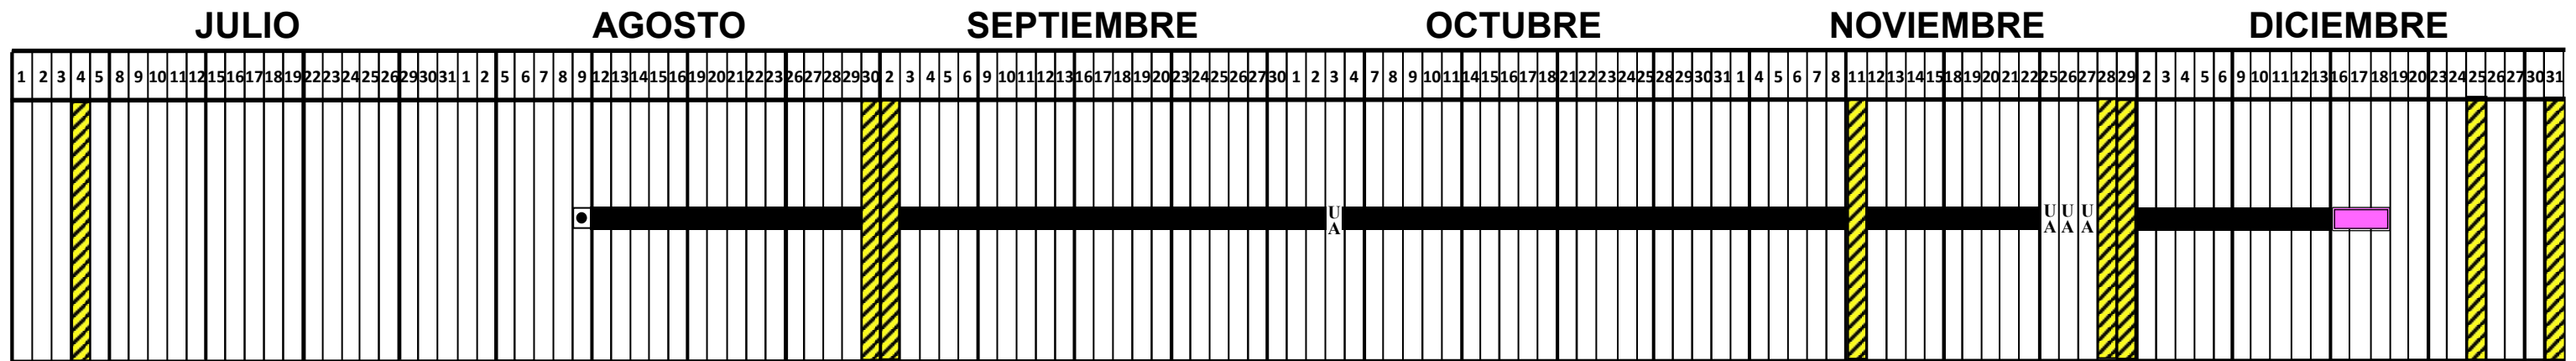 JULIO AGOSTO SEPTIEMBRE OCTUBRE NOVIEMBRE DICIEMBRE
1 2 3 4 5 8 9 10 11 12 15 16 17 18 19 22 23 24 25 26 29 30 31 1 2 5 6 7 8 9 12 13 14 15 16 19 20 21 22 23 26 27 28 29 30 2 3 4 5 6 9 10 11 12 13 16 17 18 19 20 23 24 25 26 27 30 1 2 3 4 7 8 9 10 11 14 15 16 17 18 21 22 23 24 25 28 29 30 31 1 4 5 6 7 8 11 12 13 14 15 18 19 20 21 22 25 26 27 28 29 2 3 4 5 6 9 10 11 12 13 16 17 18 19 20 23 24 25 26 27 30 31
U U U U
A A A A